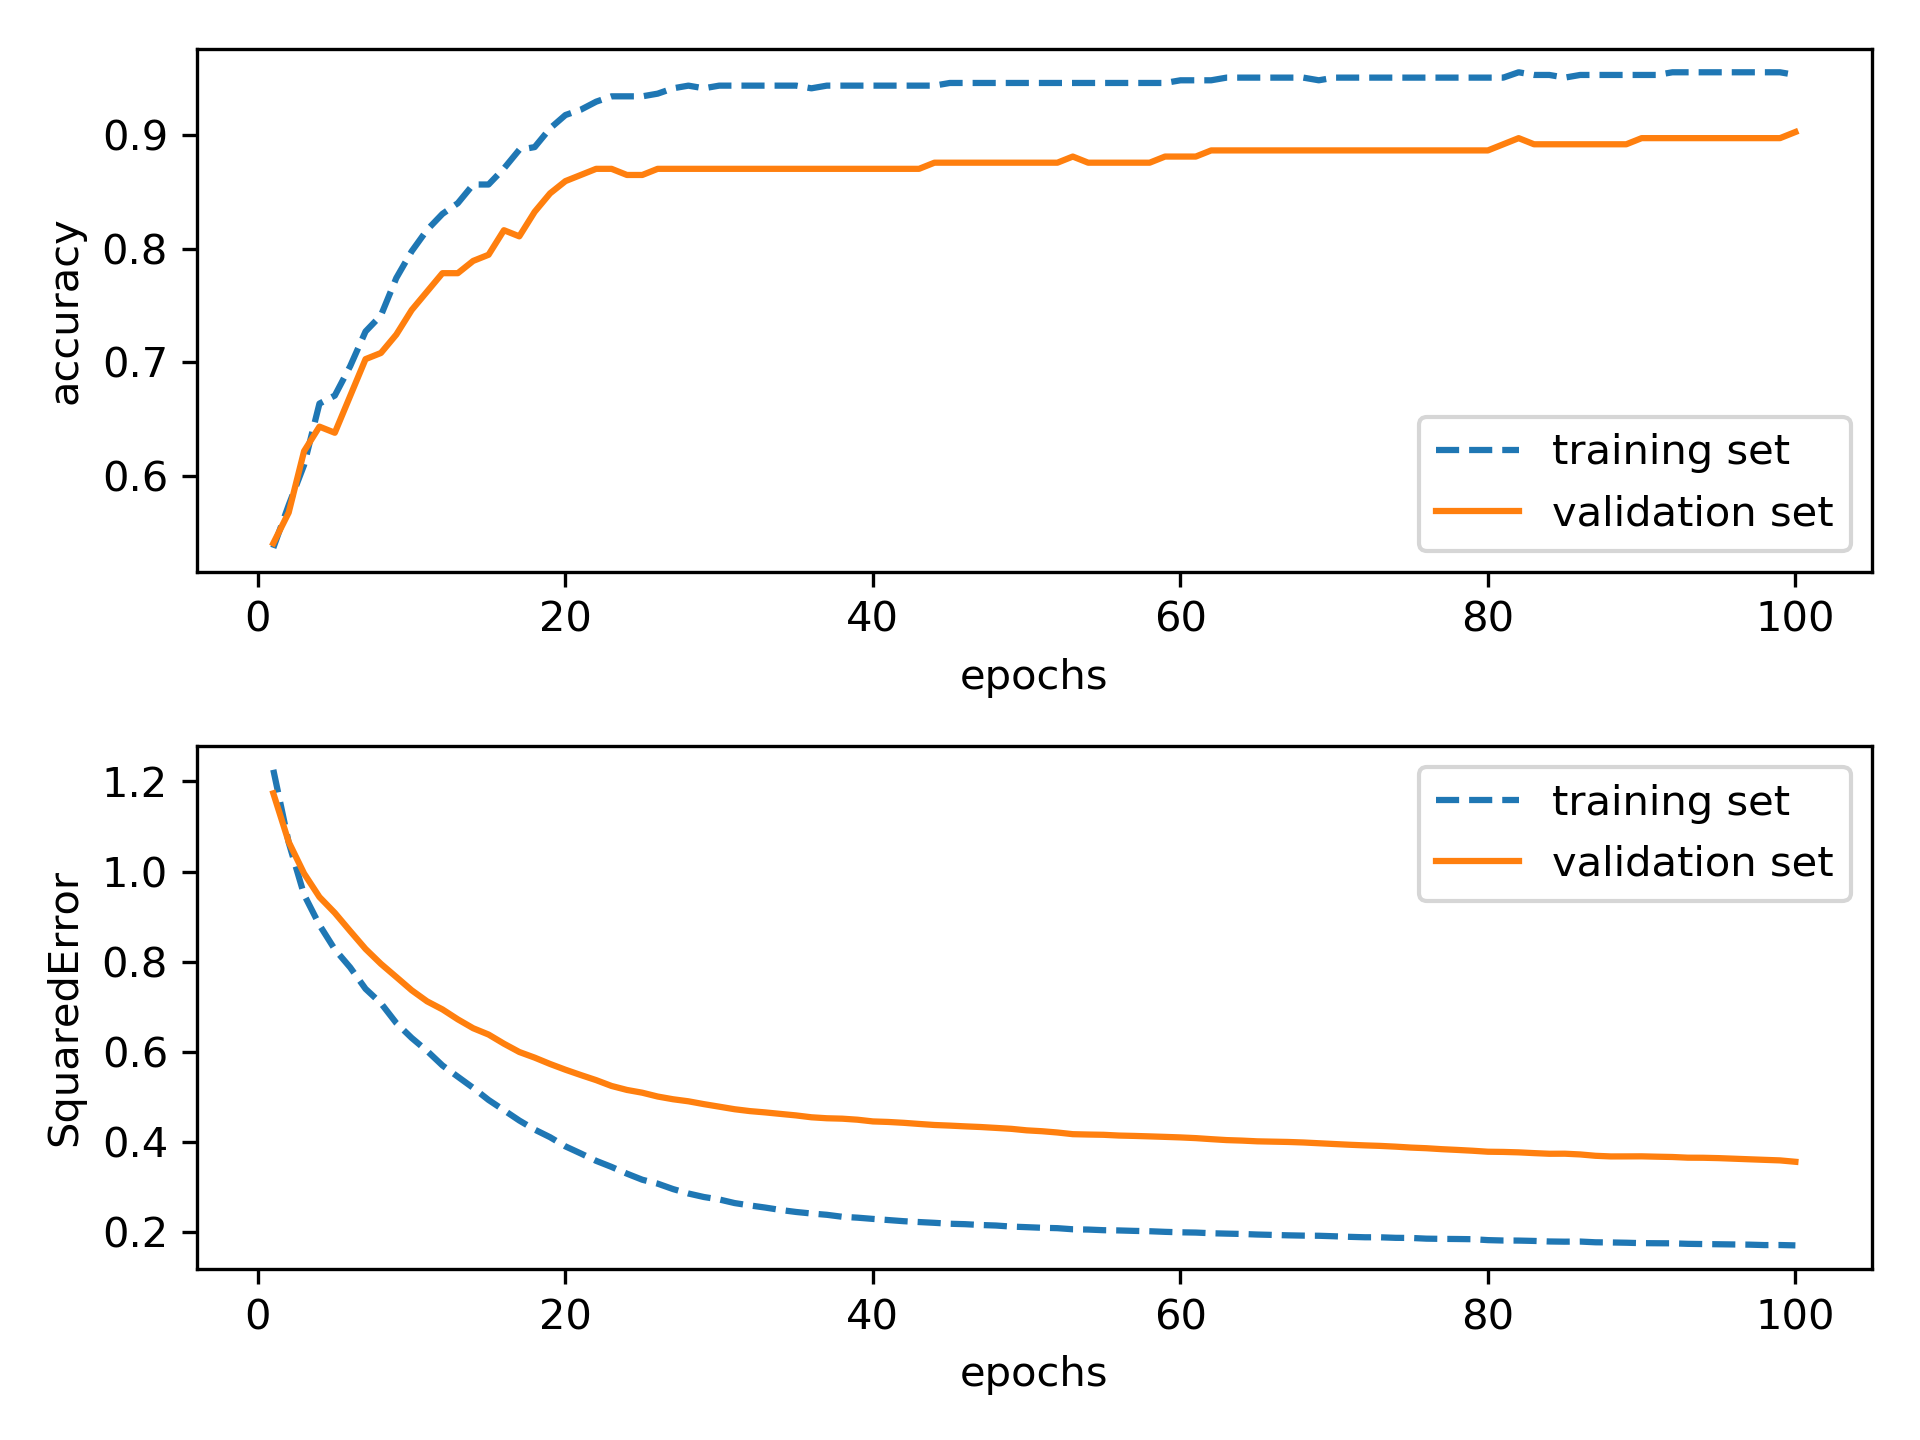 accuracy
0.9
0.8
0.7
0.6
training set
validation set
0 20 40 60 80 100
epochs
SquaredError
1.2
1.0
0.8
0.6
0.4
0.2
training set
validation set
0 20 40 60 80 100
epochs